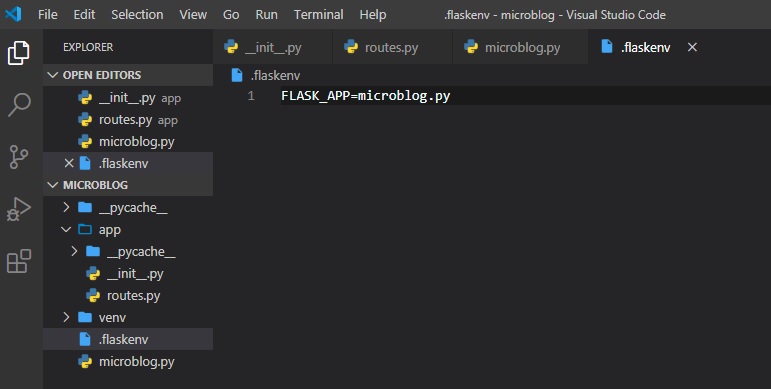 File Edit Selection View Go Run Terminal Help .flaskenv - microblog - Visual Studio Code
EXPLORER
OPEN EDITORS
__init__.py app
routes.py app
microblog.py
.flaskenv
MICROBLOG
__pycache__
app
__pycache__
__init__.py
routes.py
venv
.flaskenv
microblog.py
__init__.py routes.py microblog.py .flaskenv
.flaskenv
1 FLASK_APP=microblog.py